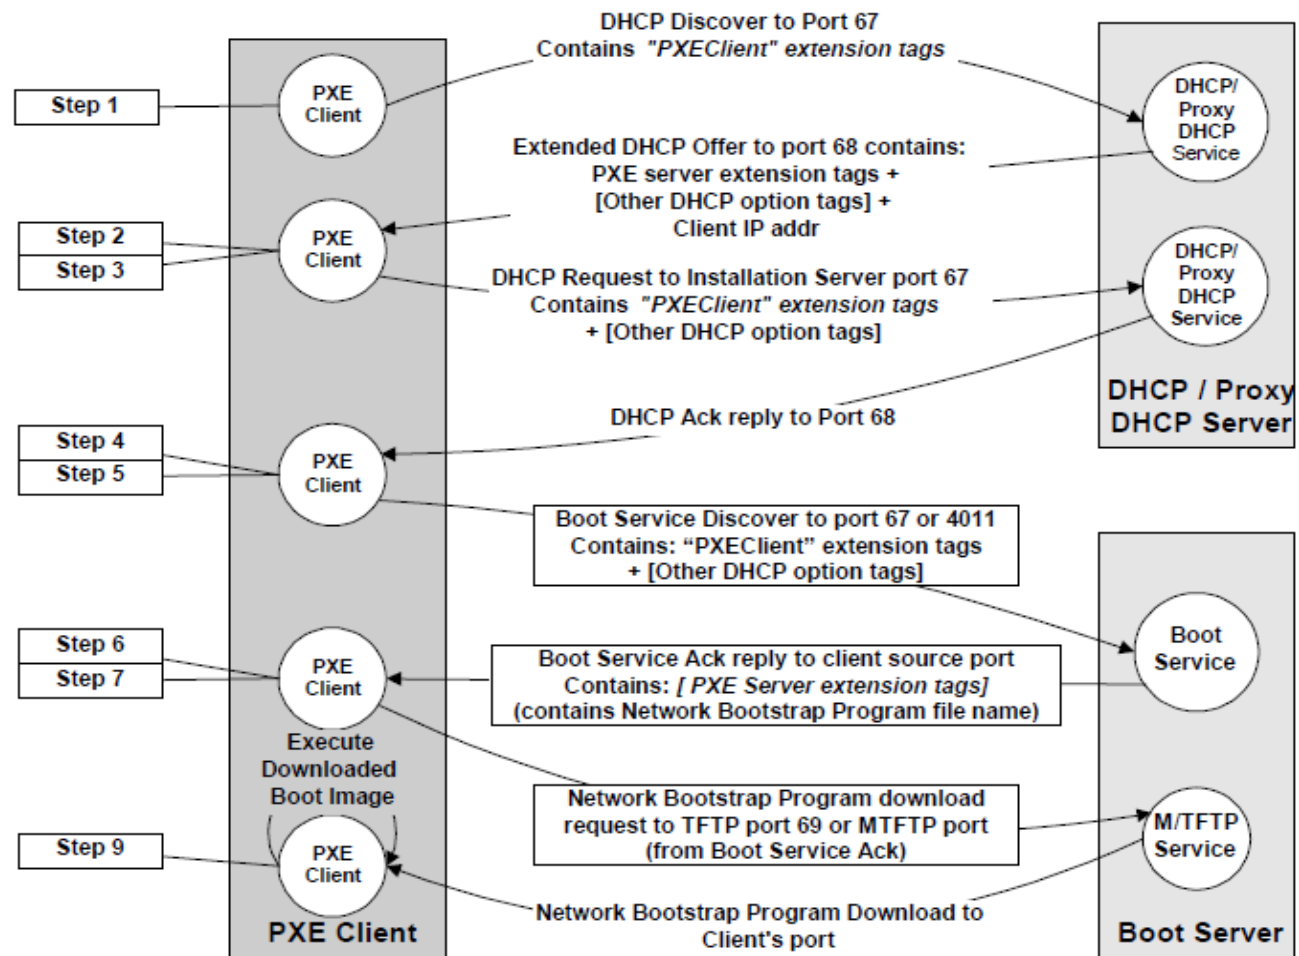 DHCP Discover to Port 67
Contains "PXEClient" extension tags
Step 1
PXE
Client
DHCP/
Proxy
DHCP
Service
Extended DHCP Offer to port 68 contains:
PXE server extension tags +
[Other DHCP option tags] +
Client IP addr
Step 2
Step 3
PXE
Client
DHCP/
Proxy
DHCP
Service
DHCP Request to Installation Server port 67
Contains "PXEClient" extension tags
+ [Other DHCP option tags]
DHCP / Proxy
DHCP Server
DHCP Ack reply to Port 68
Step 4
Step 5
PXE
Client
Boot Service Discover to port 67 or 4011
Contains: “PXEClient” extension tags
+ [Other DHCP option tags]
Step 6
Step 7
PXE
Client
Boot
Service
Boot Service Ack reply to client source port
Contains: [ PXE Server extension tags]
(contains Network Bootstrap Program file name)
Execute
Downloaded
Boot Image
Network Bootstrap Program download
request to TFTP port 69 or MTFTP port
(from Boot Service Ack)
M/TFTP
Service
Step 9
PXE
Client
Network Bootstrap Program Download to
Client's port
PXE Client
Boot Server